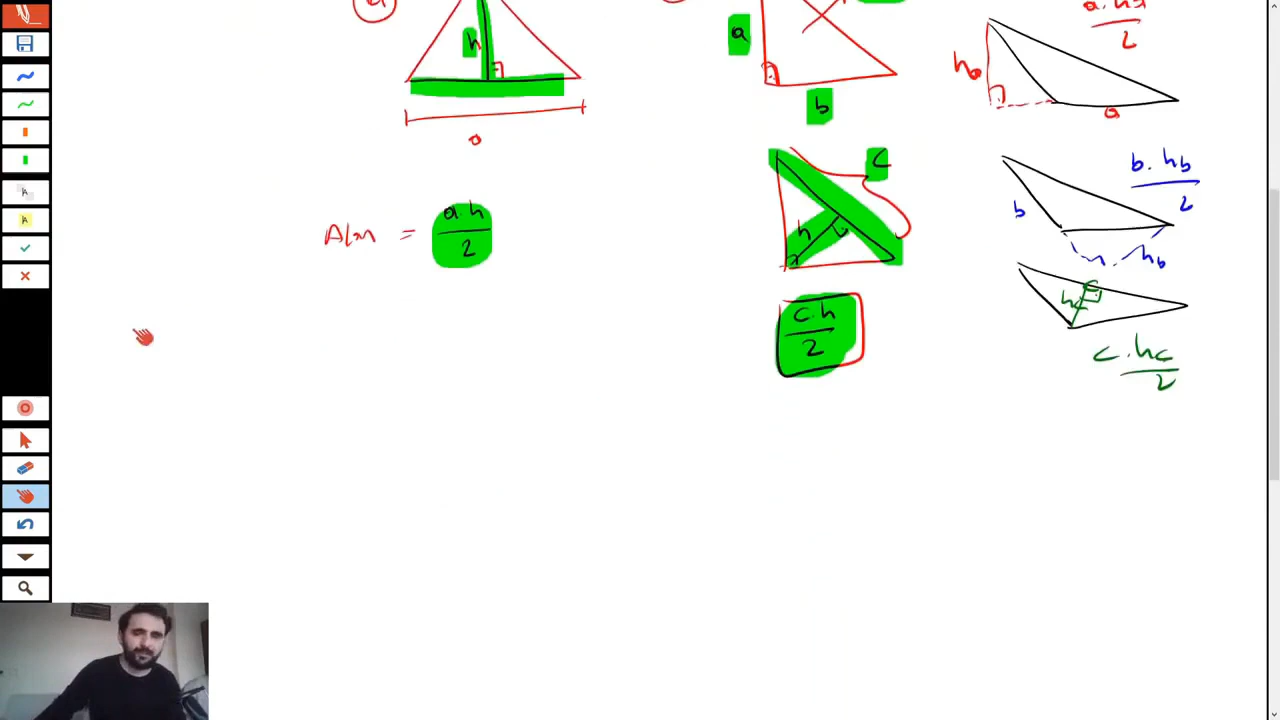 h
a
Alan = a h / 2
a
b
c
h
c.h / 2
a.ha / 2
ha
a
b.hb / 2
b
hb
hc
c.hc / 2